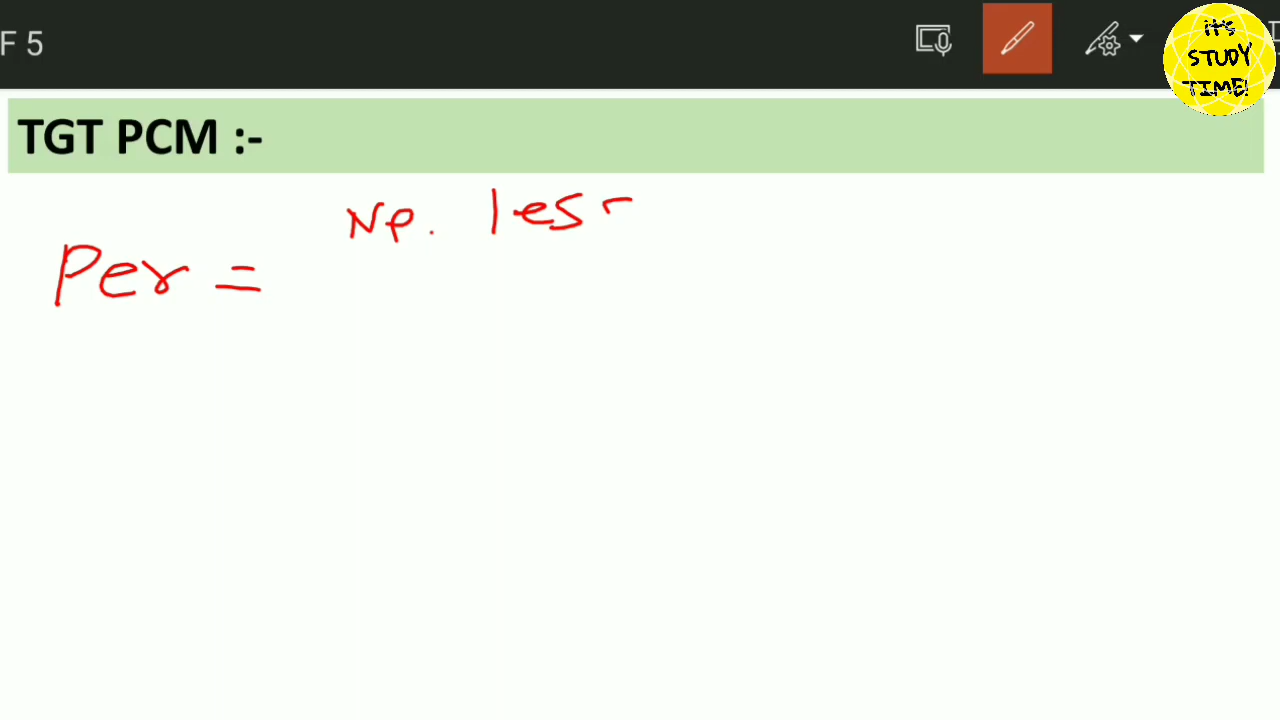 F 5
it's
STUDY
TIME!
TGT PCM :-
Np. les
Per =